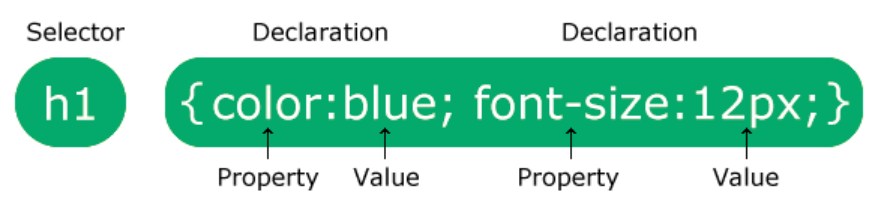 Selector Declaration Declaration
h1 {color:blue; font-size:12px;}
Property Value Property Value